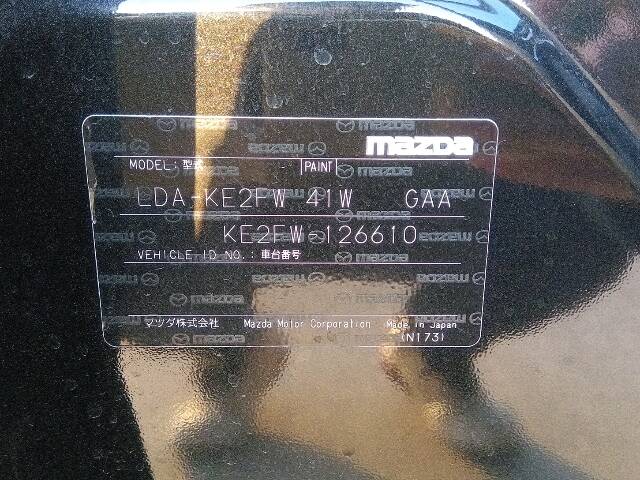 mazda
MODEL:型式 PAINT
LDA-KE2FW 41W GAA
KE2FW-126610
VEHICLE ID NO.:車台番号
マツダ株式会社 Mazda Motor Corporation Made in Japan
(N173)